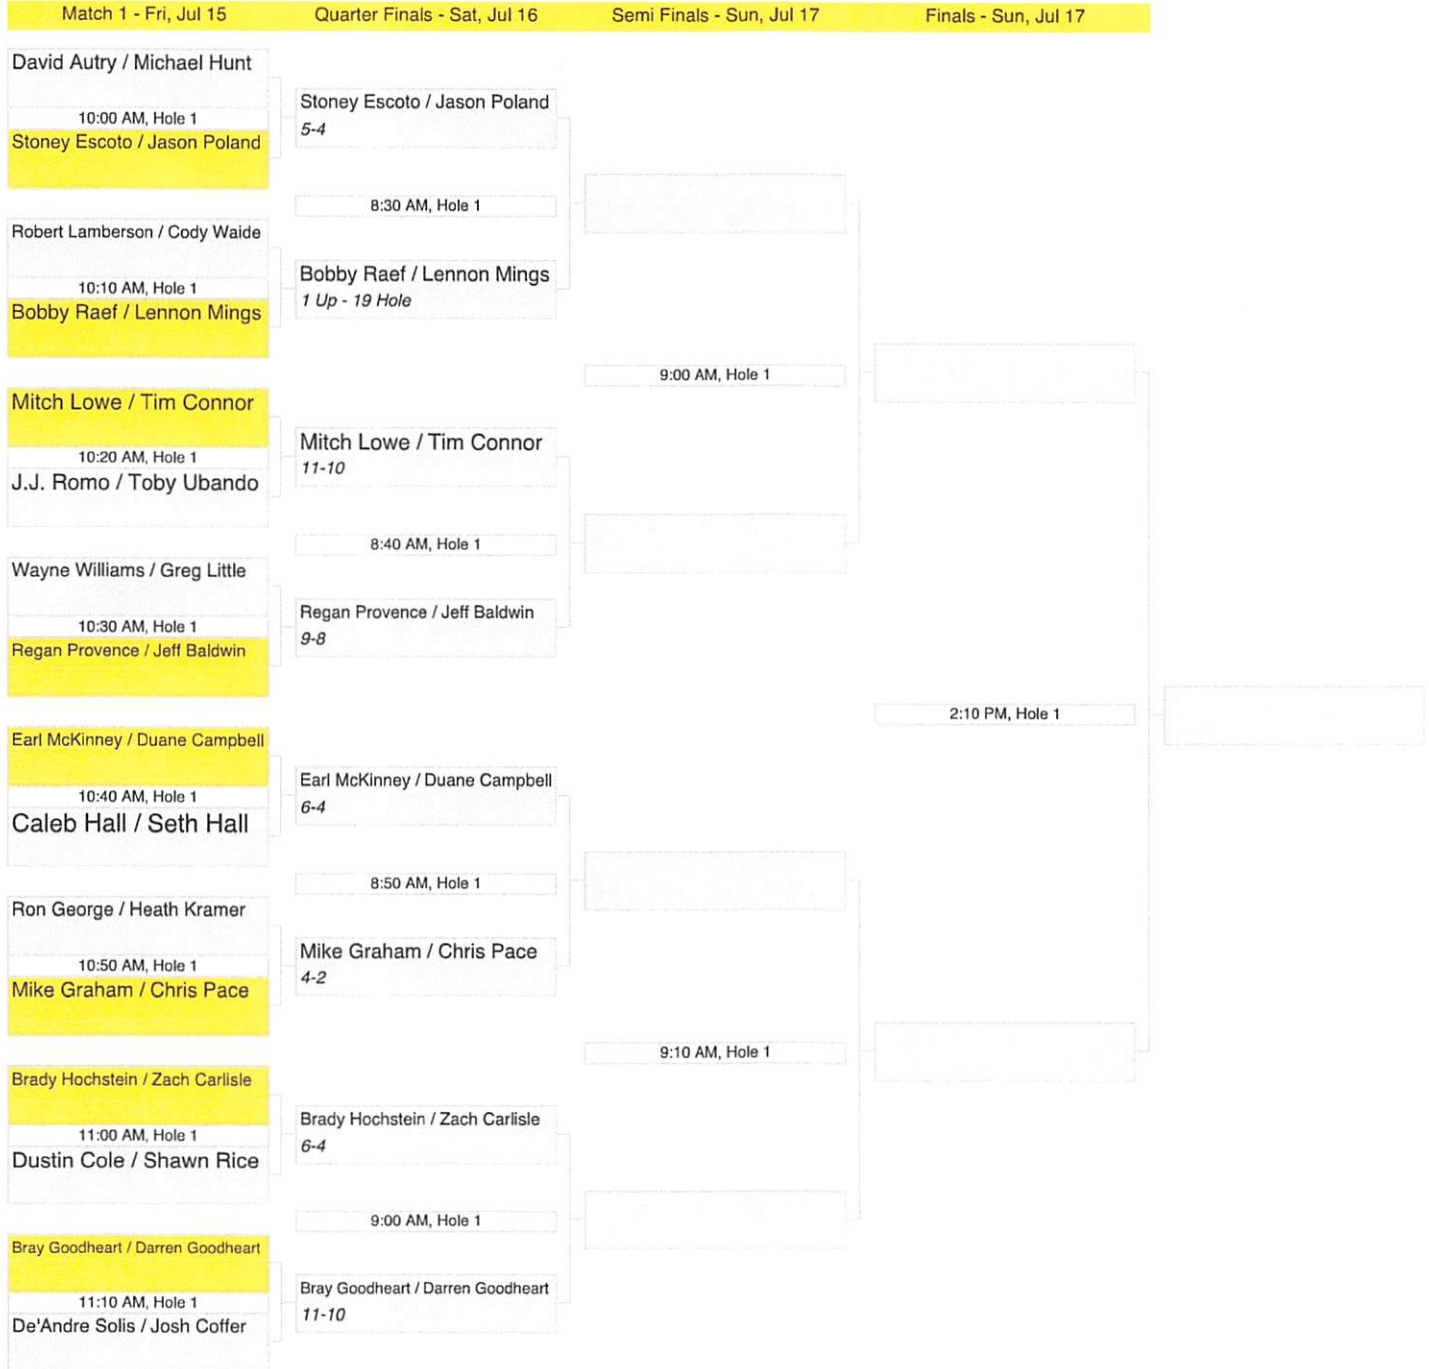 Match 1 - Fri, Jul 15
Quarter Finals - Sat, Jul 16
Semi Finals - Sun, Jul 17
Finals - Sun, Jul 17
David Autry / Michael Hunt
10:00 AM, Hole 1
Stoney Escoto / Jason Poland
Robert Lamberson / Cody Waide
10:10 AM, Hole 1
Bobby Raef / Lennon Mings
Mitch Lowe / Tim Connor
10:20 AM, Hole 1
J.J. Romo / Toby Ubando
Wayne Williams / Greg Little
10:30 AM, Hole 1
Regan Provence / Jeff Baldwin
Earl McKinney / Duane Campbell
10:40 AM, Hole 1
Caleb Hall / Seth Hall
Ron George / Heath Kramer
10:50 AM, Hole 1
Mike Graham / Chris Pace
Brady Hochstein / Zach Carlisle
11:00 AM, Hole 1
Dustin Cole / Shawn Rice
Bray Goodheart / Darren Goodheart
11:10 AM, Hole 1
De'Andre Solis / Josh Coffer
Stoney Escoto / Jason Poland
5-4
8:30 AM, Hole 1
Bobby Raef / Lennon Mings
1 Up - 19 Hole
Mitch Lowe / Tim Connor
11-10
8:40 AM, Hole 1
Regan Provence / Jeff Baldwin
9-8
Earl McKinney / Duane Campbell
6-4
8:50 AM, Hole 1
Mike Graham / Chris Pace
4-2
Brady Hochstein / Zach Carlisle
6-4
9:00 AM, Hole 1
Bray Goodheart / Darren Goodheart
11-10
9:00 AM, Hole 1
9:10 AM, Hole 1
2:10 PM, Hole 1